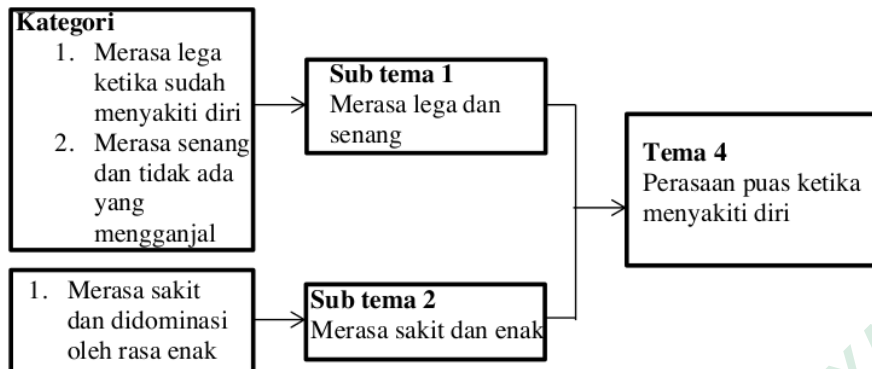 Kategori
1. Merasa lega
ketika sudah
menyakiti diri
2. Merasa senang
dan tidak ada
yang
mengganjal
Sub tema 1
Merasa lega dan
senang
Tema 4
Perasaan puas ketika
menyakiti diri
1. Merasa sakit
dan didominasi
oleh rasa enak
Sub tema 2
Merasa sakit dan enak